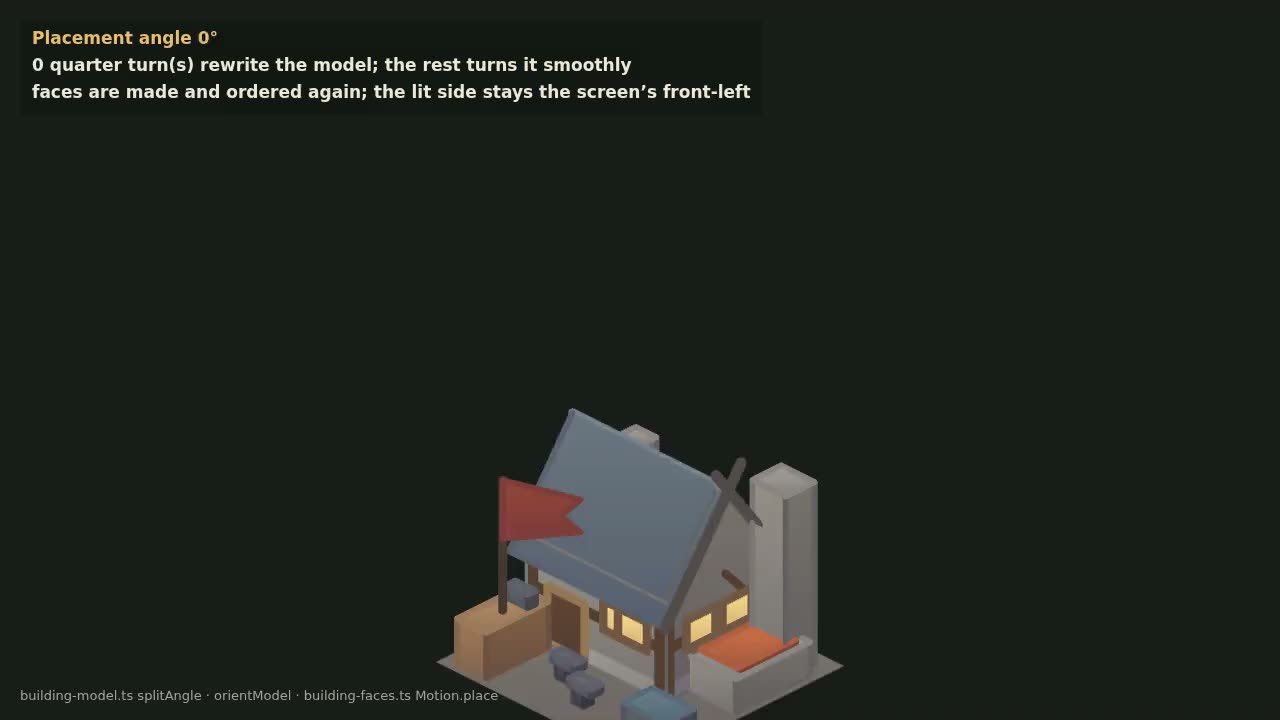 Placement angle 0°
0 quarter turn(s) rewrite the model; the rest turns it smoothly
faces are made and ordered again; the lit side stays the screen’s front-left
building-model.ts splitAngle · orientModel · building-faces.ts Motion.place